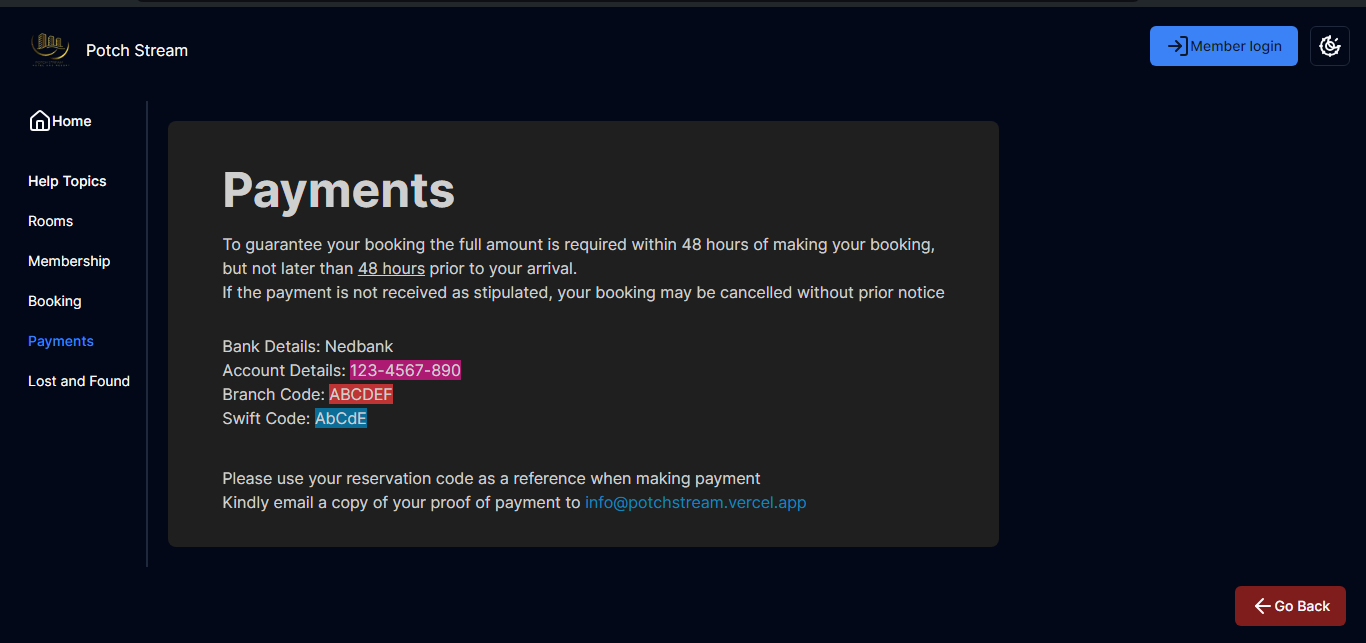 Potch Stream
Member login
Home
Help Topics
Rooms
Membership
Booking
Payments
Lost and Found
Payments
To guarantee your booking the full amount is required within 48 hours of making your booking,
but not later than 48 hours prior to your arrival.
If the payment is not received as stipulated, your booking may be cancelled without prior notice
Bank Details: Nedbank
Account Details: 123-4567-890
Branch Code: ABCDEF
Swift Code: AbCdE
Please use your reservation code as a reference when making payment
Kindly email a copy of your proof of payment to info@potchstream.vercel.app
Go Back